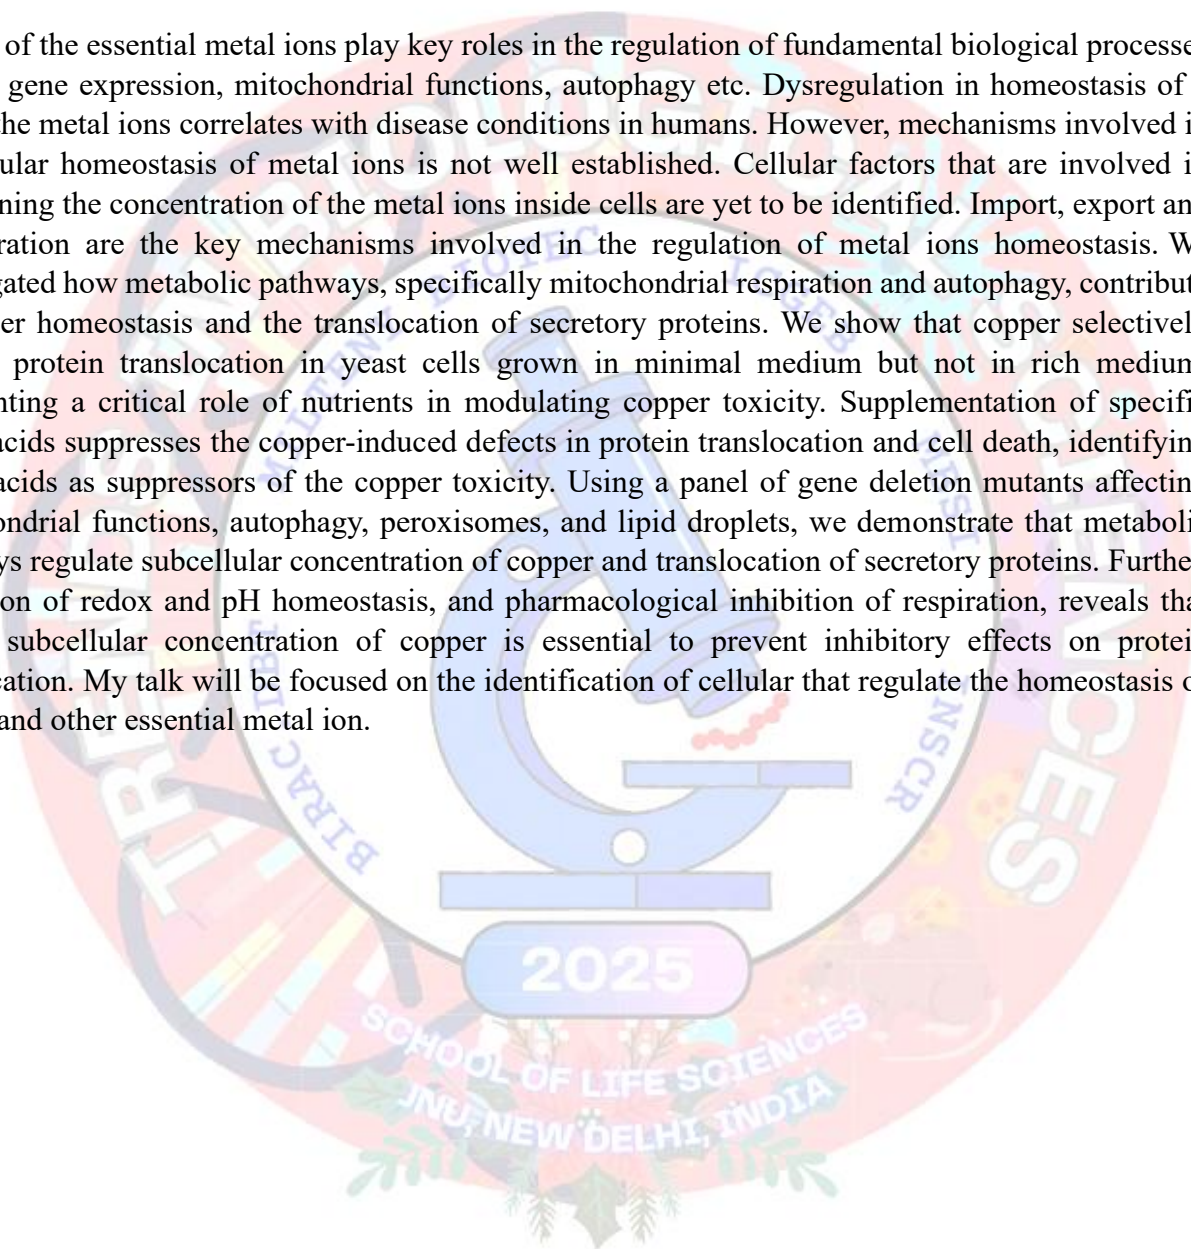 of the essential metal ions play key roles in the regulation of fundamental biological processe
gene expression, mitochondrial functions, autophagy etc. Dysregulation in homeostasis of
the metal ions correlates with disease conditions in humans. However, mechanisms involved i
ular homeostasis of metal ions is not well established. Cellular factors that are involved i
ning the concentration of the metal ions inside cells are yet to be identified. Import, export an
ration are the key mechanisms involved in the regulation of metal ions homeostasis. W
gated how metabolic pathways, specifically mitochondrial respiration and autophagy, contribut
er homeostasis and the translocation of secretory proteins. We show that copper selectivel
protein translocation in yeast cells grown in minimal medium but not in rich medium
nting a critical role of nutrients in modulating copper toxicity. Supplementation of specifi
acids suppresses the copper-induced defects in protein translocation and cell death, identifyin
acids as suppressors of the copper toxicity. Using a panel of gene deletion mutants affectin
ondrial functions, autophagy, peroxisomes, and lipid droplets, we demonstrate that metaboli
ys regulate subcellular concentration of copper and translocation of secretory proteins. Furthe
on of redox and pH homeostasis, and pharmacological inhibition of respiration, reveals tha
subcellular concentration of copper is essential to prevent inhibitory effects on protein
cation. My talk will be focused on the identification of cellular that regulate the homeostasis o
and other essential metal ion.
TRENDS IN
SCIENCES
BIOTEC
ICGEB
BIRAC
2025
SCHOOL OF LIFE SCIENCES
JNU, NEW DELHI, INDIA